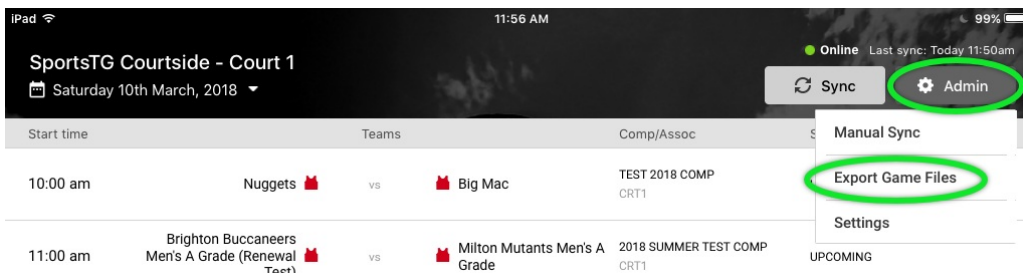 iPad 11:56 AM 99%
Online Last sync: Today 11:50am
SportsTG Courtside - Court 1
Saturday 10th March, 2018
Sync Admin
Start time Teams Comp/Assoc S
Manual Sync
Export Game Files
Settings
10:00 am Nuggets vs Big Mac TEST 2018 COMP
CRT1
11:00 am Brighton Buccaneers
Men's A Grade (Renewal
Test) vs Milton Mutants Men's A
Grade 2018 SUMMER TEST COMP
CRT1 UPCOMING